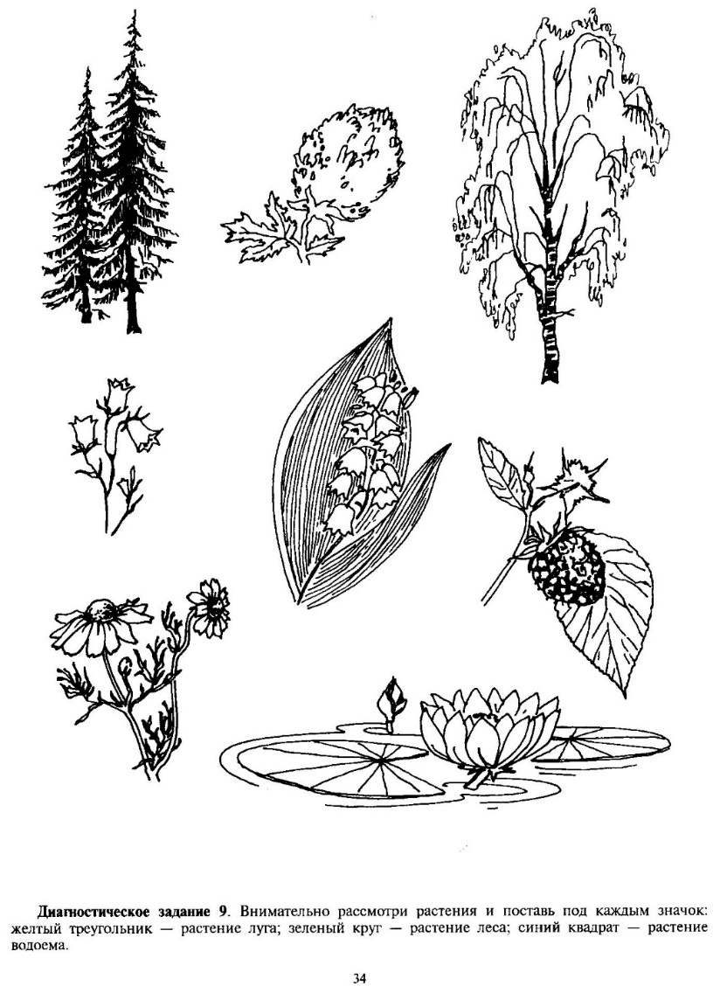 Диагностическое задание 9. Внимательно рассмотри растения и поставь под каждым значок:
желтый треугольник — растение луга; зеленый круг — растение леса; синий квадрат — растение
водоема.
34